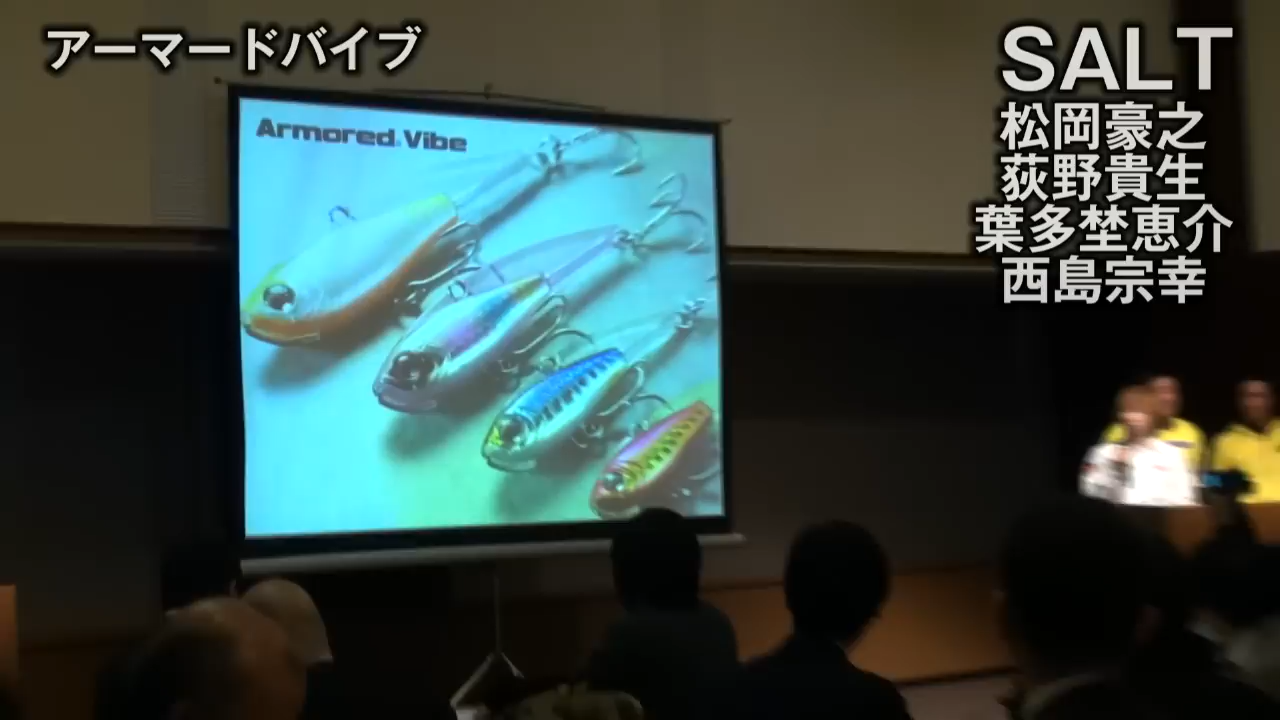 アーマードバイブ
SALT
松岡豪之
荻野貴生
葉多埜恵介
西島宗幸
Armored Vibe